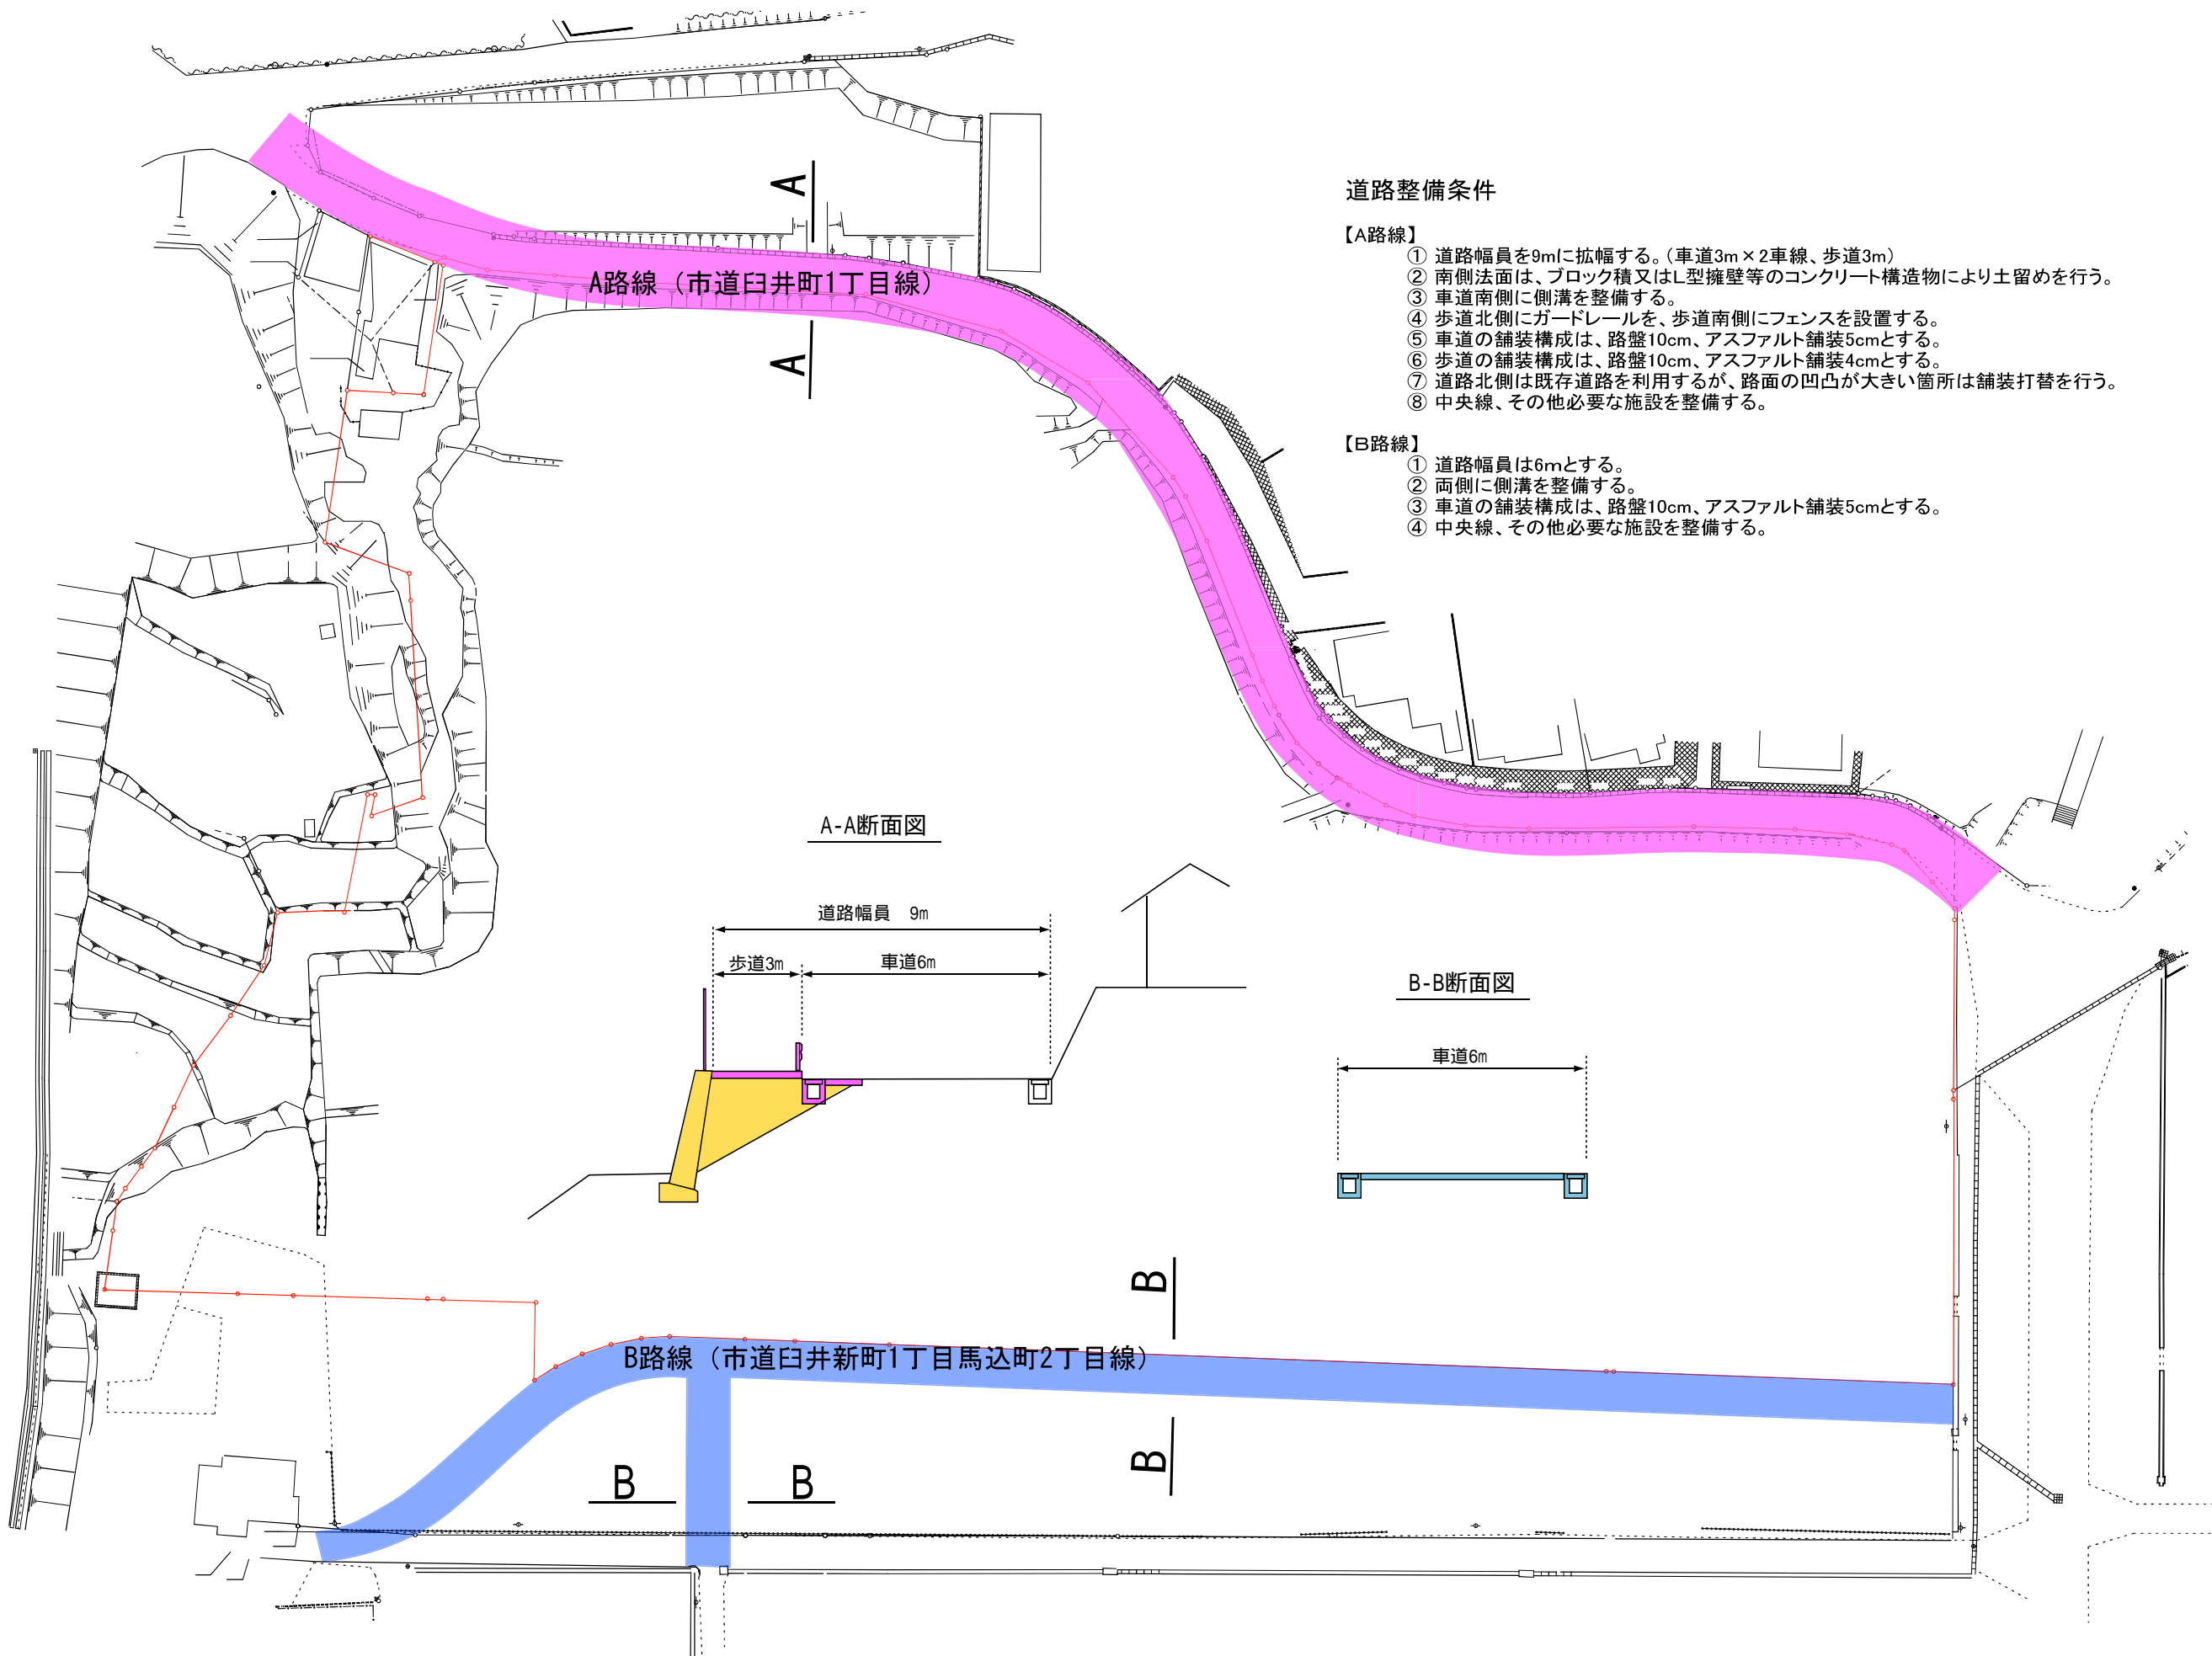 A
道路整備条件
【A路線】
① 道路幅員を9mに拡幅する。(車道3m×2車線、歩道3m)
② 南側法面は、ブロック積又はL型擁壁等のコンクリート構造物により土留めを行う。
③ 車道南側に側溝を整備する。
④ 歩道北側にガードレールを、歩道南側にフェンスを設置する。
⑤ 車道の舗装構成は、路盤10cm、アスファルト舗装5cmとする。
⑥ 歩道の舗装構成は、路盤10cm、アスファルト舗装4cmとする。
⑦ 道路北側は既存道路を利用するが、路面の凹凸が大きい箇所は舗装打替を行う。
⑧ 中央線、その他必要な施設を整備する。
【B路線】
① 道路幅員は6mとする。
② 両側に側溝を整備する。
③ 車道の舗装構成は、路盤10cm、アスファルト舗装5cmとする。
④ 中央線、その他必要な施設を整備する。
A路線(市道臼井町1丁目線)
A
A-A断面図
道路幅員 9m
歩道3m
車道6m
B-B断面図
車道6m
B
B路線(市道臼井新町1丁目馬込町2丁目線)
B
B
B